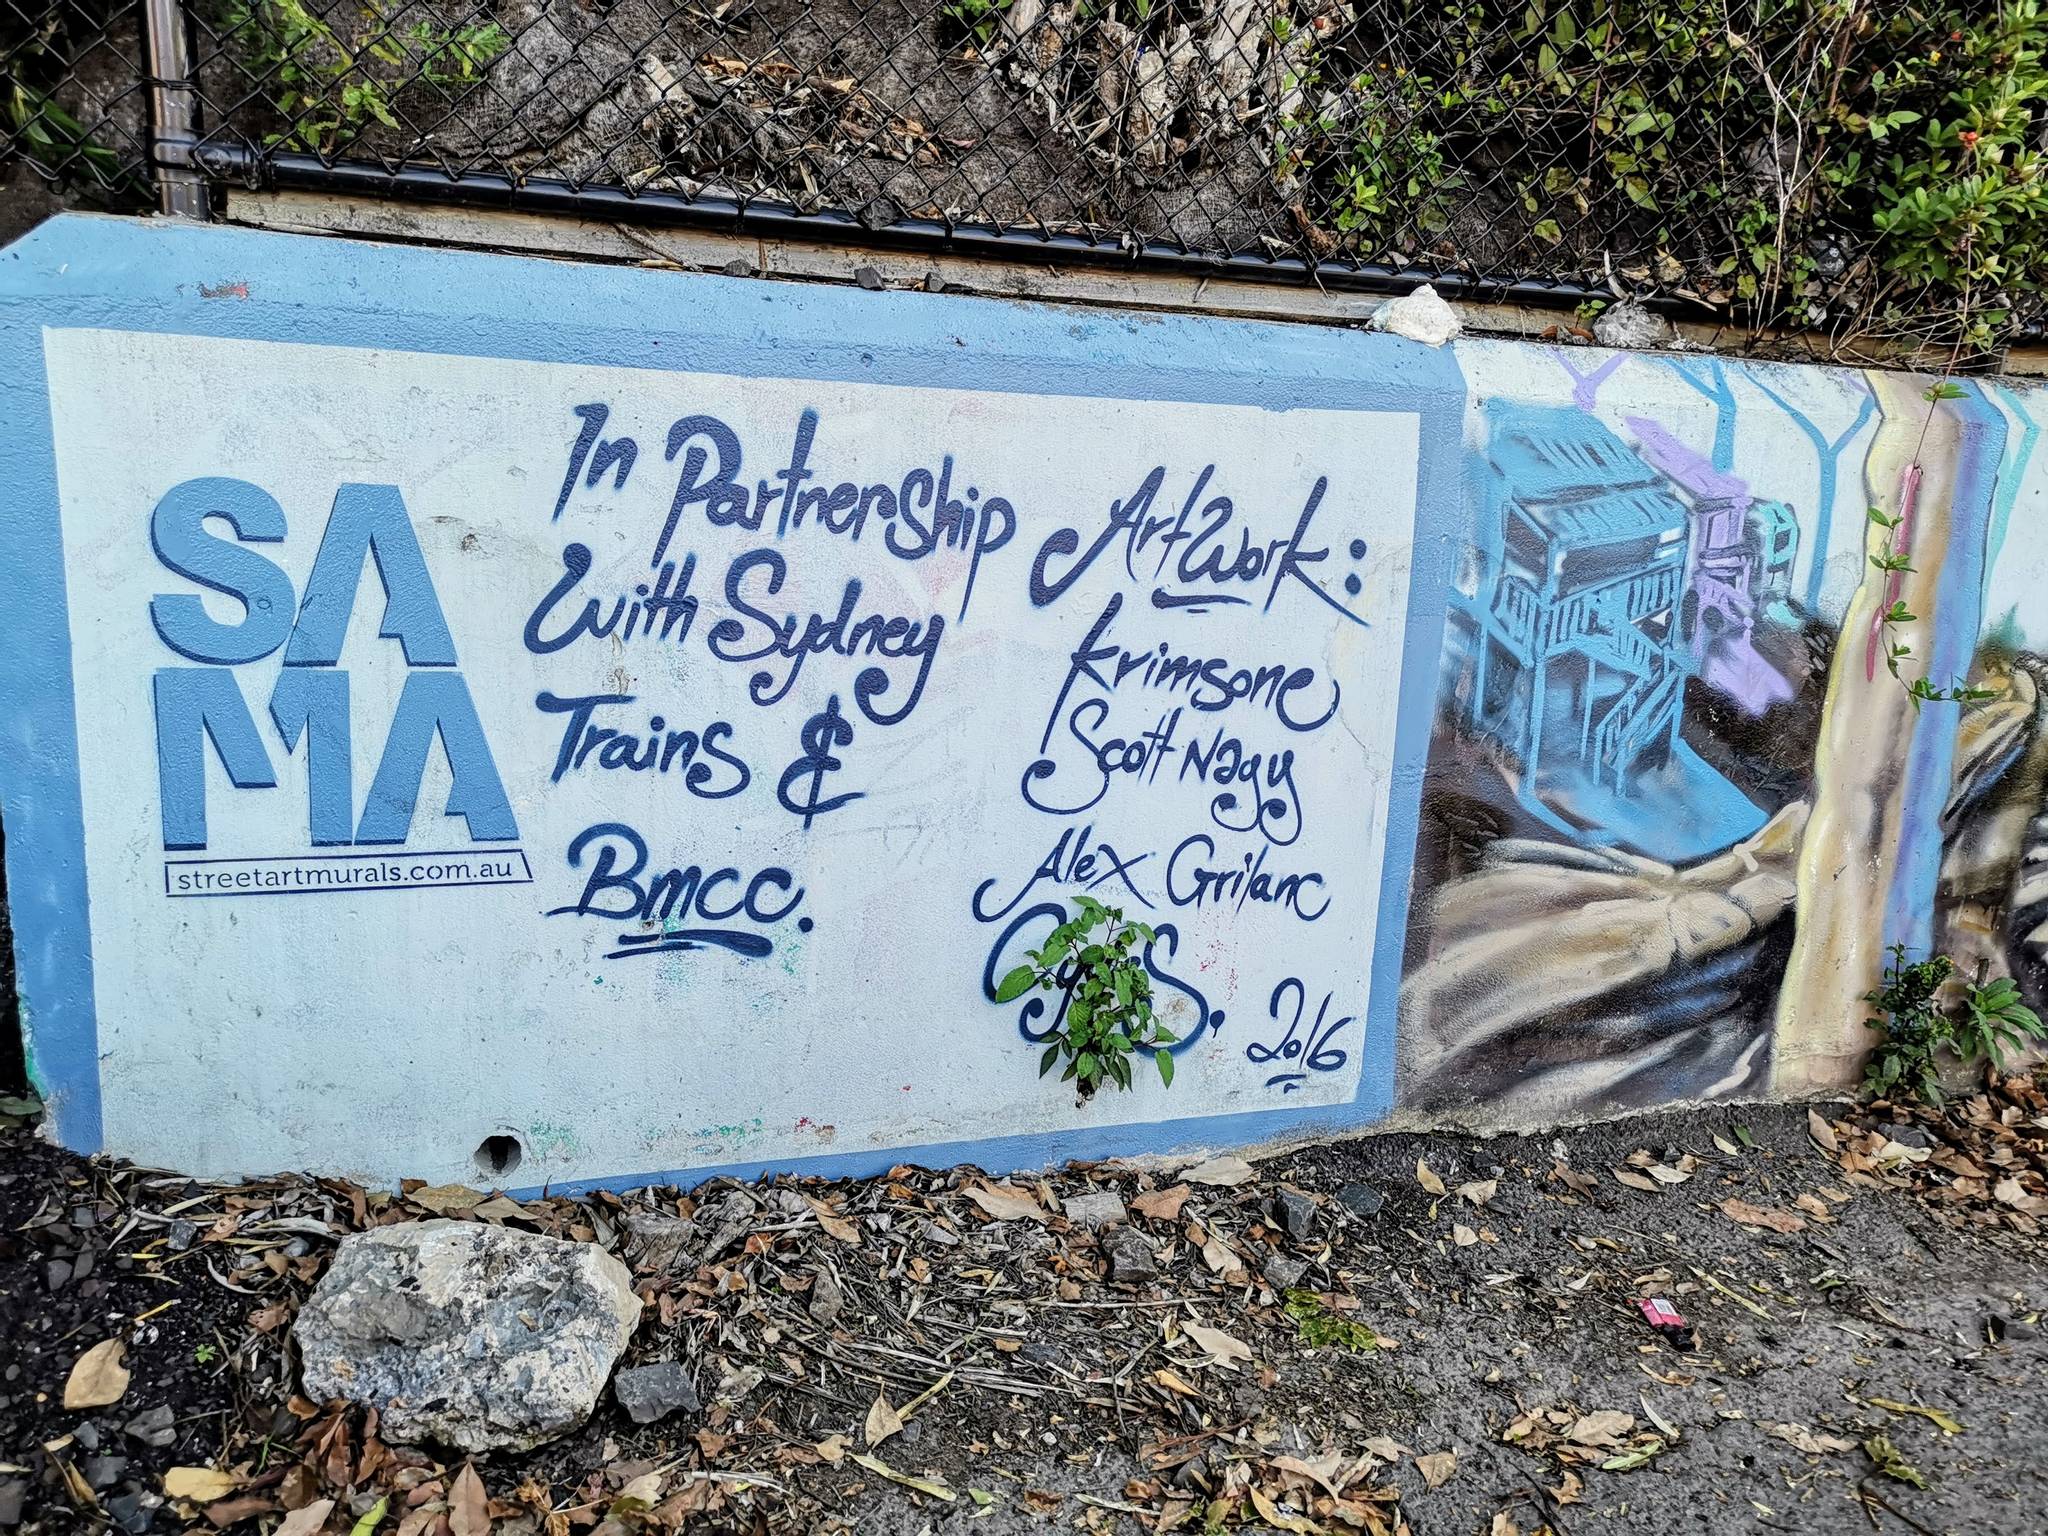 SA
MA
streetartmurals.com.au
In Partnership
With Sydney
Trains &
Bmcc.
ArtWork:
Krimsone
Scott Nagy
Alex Grilanc
2016